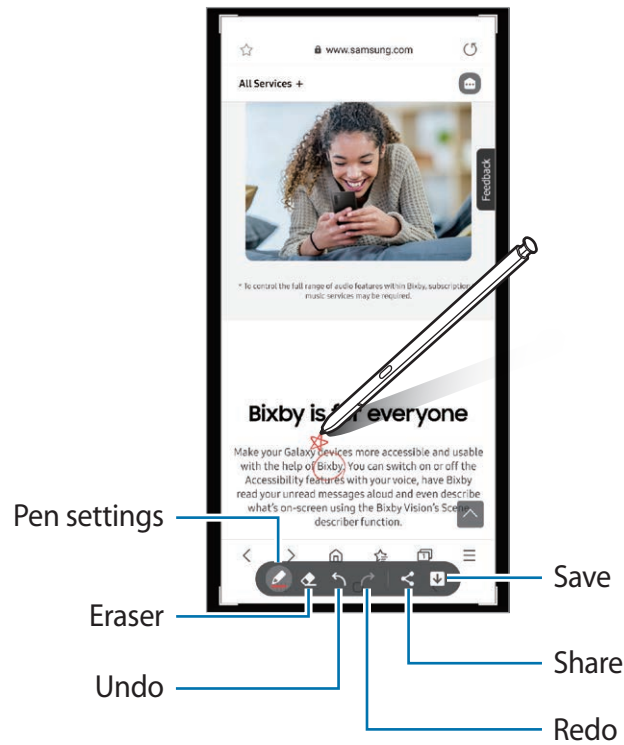 www.samsung.com
All Services +
Feedback
* To control the full range of audio features within Bixby, subscription
music services may be required.
Bixby is for everyone
Make your Galaxy devices more accessible and usable
with the help of Bixby. You can switch on or off the
Accessibility features with your voice, have Bixby
read your unread messages aloud and even describe
what's on-screen using the Bixby Vision's Scene
describer function.
1
Pen settings
Eraser
Undo
Save
Share
Redo